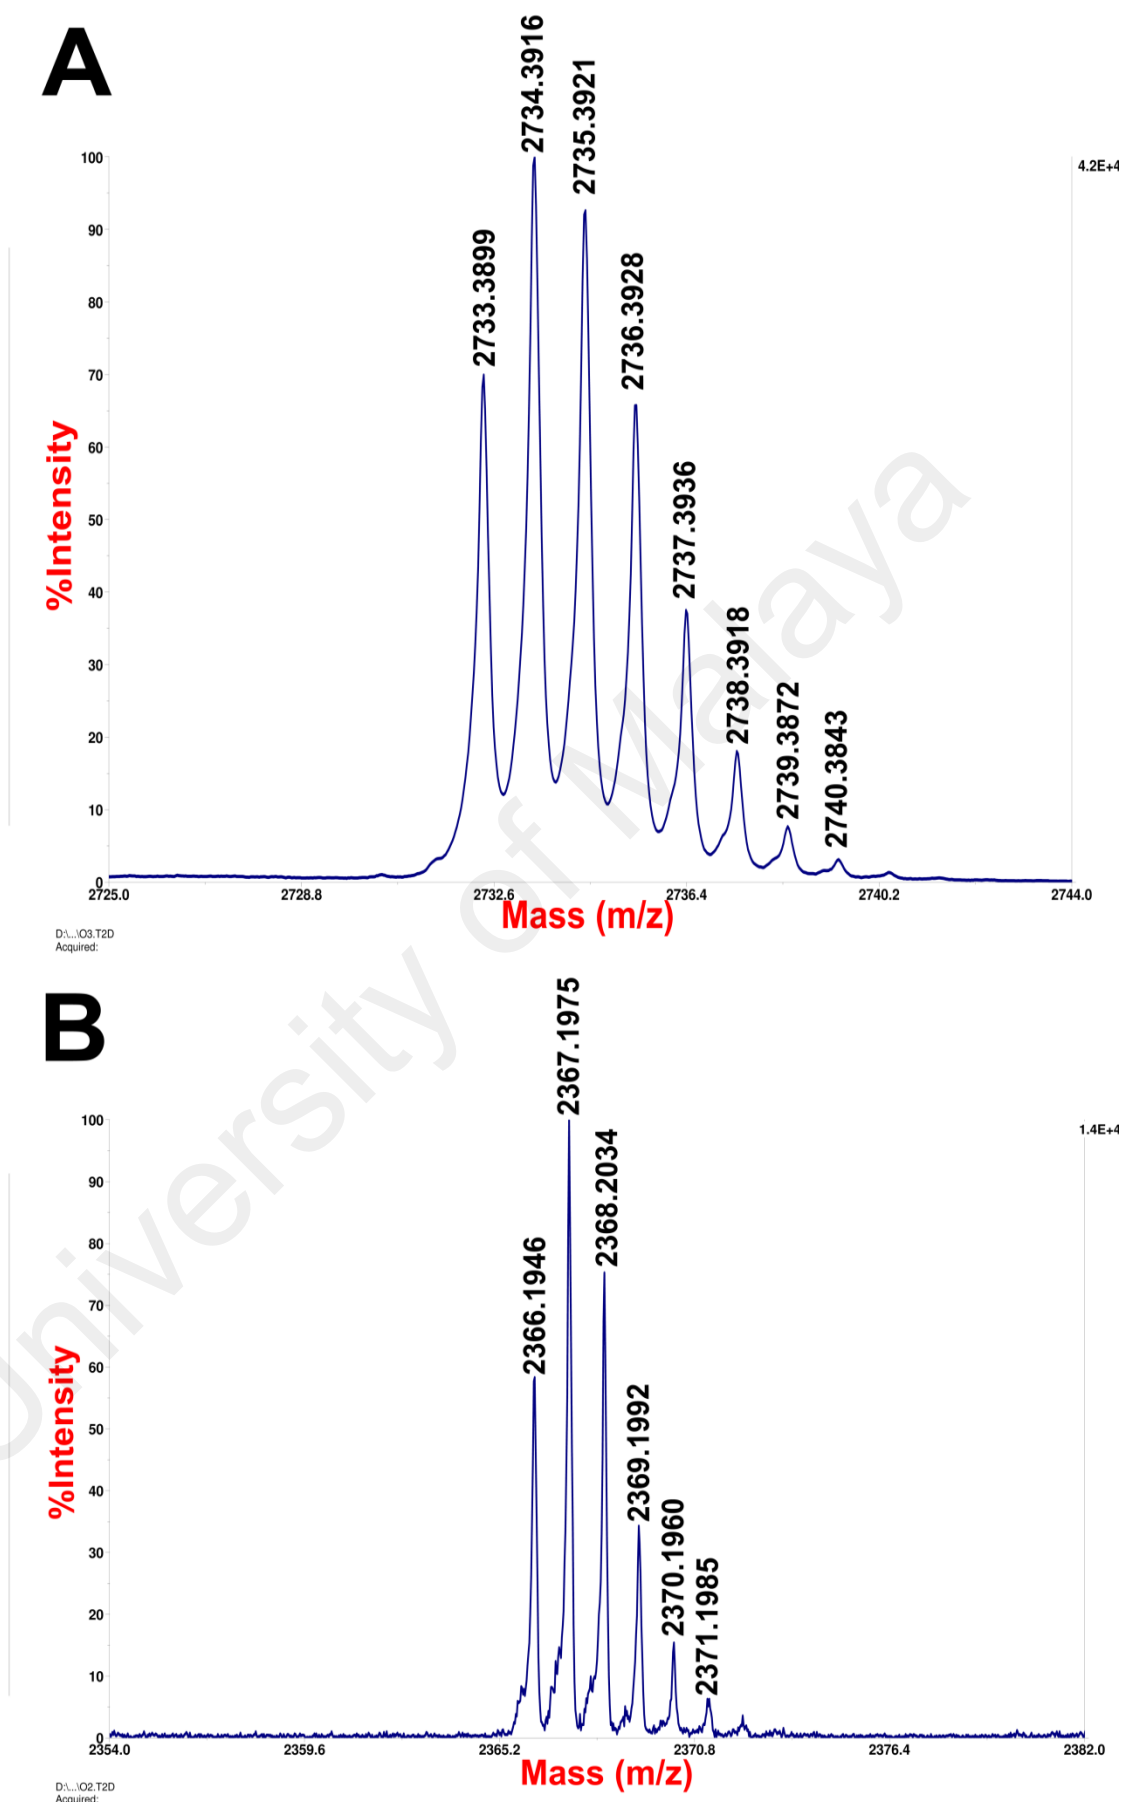 A
2734.3916
2735.3921
2733.3899
2736.3928
2737.3936
2738.3918
2739.3872
2740.3843
4.2E+4
100
90
80
70
60
50
40
30
20
10
0
%Intensity
2725.0 2728.8 2732.6 2736.4 2740.2 2744.0
Mass (m/z)
D:\...\O3.T2D
Acquired:
B
2367.1975
2368.2034
2366.1946
2369.1992
2370.1960
2371.1985
1.4E+4
100
90
80
70
60
50
40
30
20
10
0
%Intensity
2354.0 2359.6 2365.2 2370.8 2376.4 2382.0
Mass (m/z)
D:\...\O2.T2D
Acquired:
University of Malaya